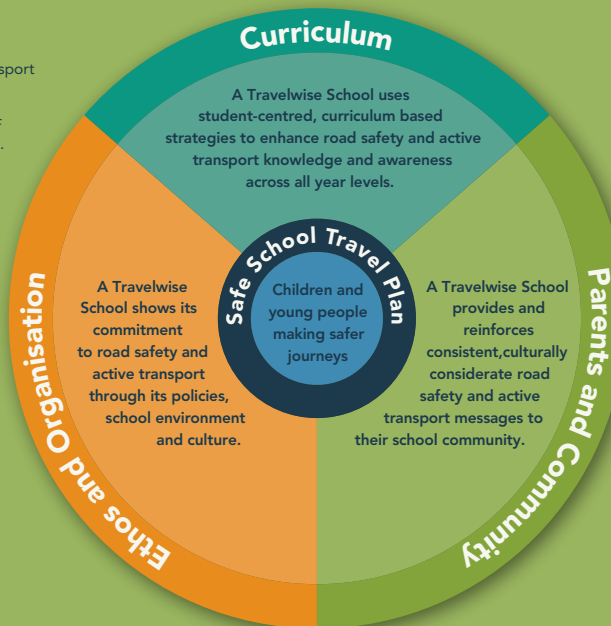 sport
.
Curriculum
A Travelwise School uses
student-centred, curriculum based
strategies to enhance road safety and active
transport knowledge and awareness
across all year levels.
Safe School Travel Plan
Children and
young people
making safer
journeys
Ethos and Organisation
A Travelwise
School shows its
commitment
to road safety and
active transport
through its policies,
school environment
and culture.
Parents and Community
A Travelwise School
provides and
reinforces
consistent,culturally
considerate road
safety and active
transport messages to
their school community.